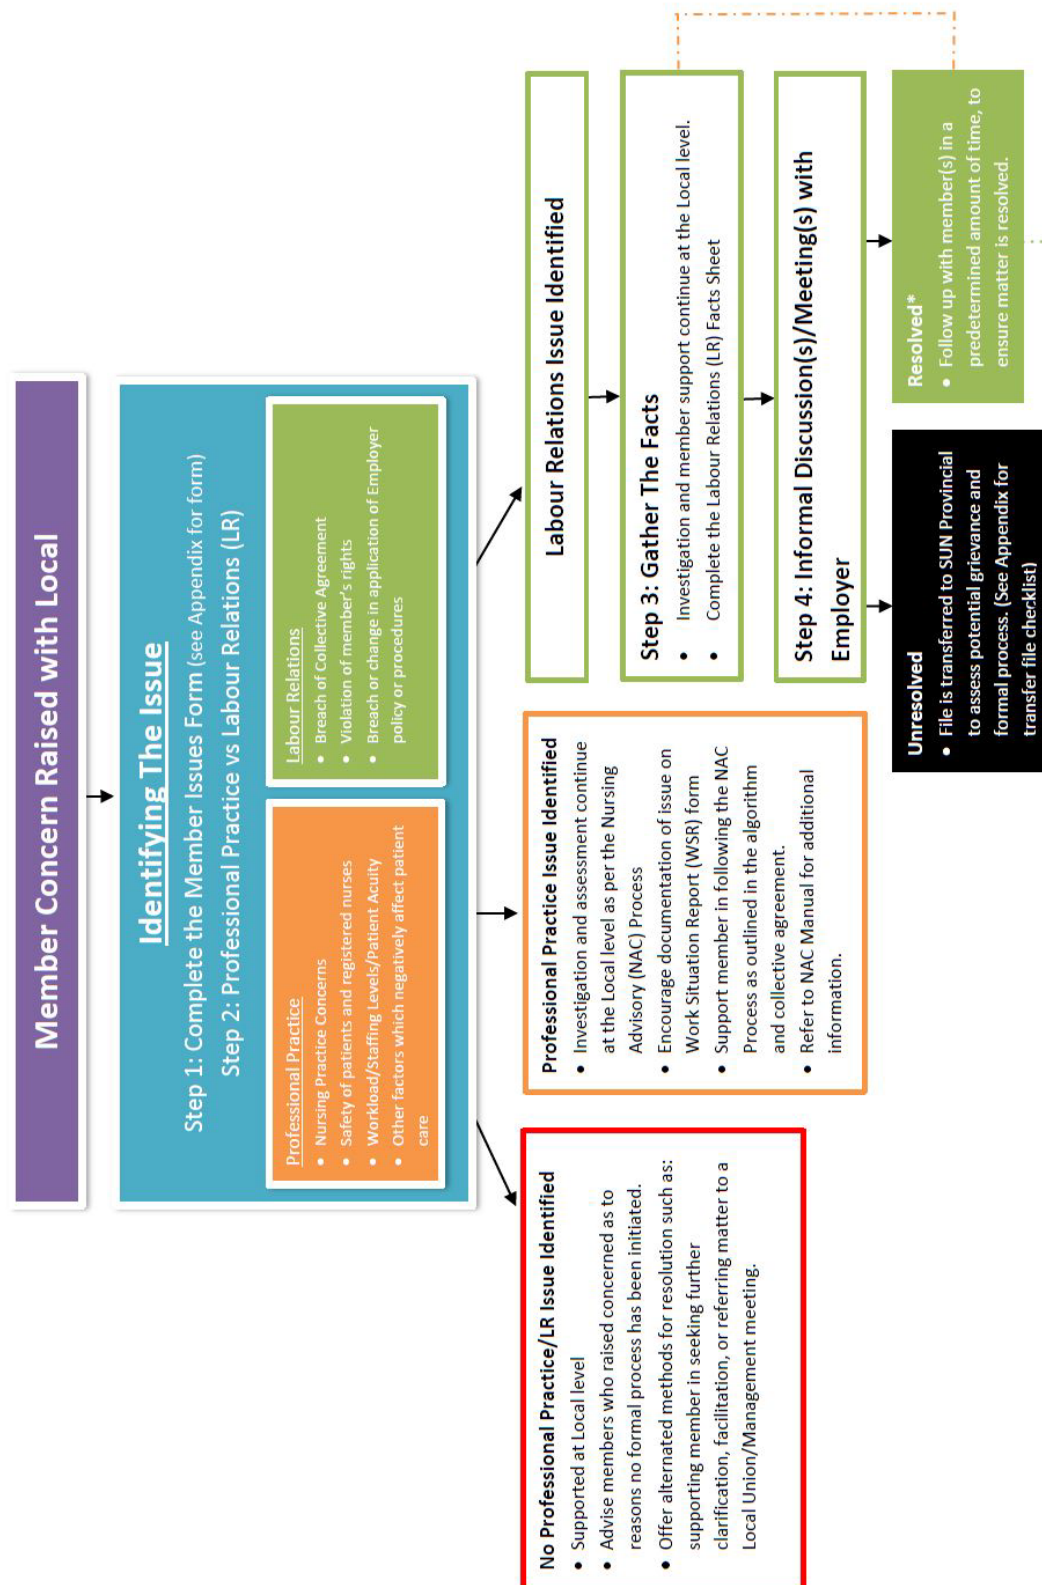 Member Concern Raised with Local
Identifying The Issue
Step 1: Complete the Member Issues Form (see Appendix for form)
Step 2: Professional Practice vs Labour Relations (LR)
Professional Practice
• Nursing Practice Concerns
• Safety of patients and registered nurses
• Workload/Staffing Levels/Patient Acuity
• Other factors which negatively affect patient
care
Labour Relations
• Breach of Collective Agreement
• Violation of member's rights
• Breach or change in application of Employer
policy or procedures
No Professional Practice/LR Issue Identified
• Supported at Local level
• Advise members who raised concerned as to
reasons no formal process has been initiated.
• Offer alternated methods for resolution such as:
supporting member in seeking further
clarification, facilitation, or referring matter to a
Local Union/Management meeting.
Professional Practice Issue Identified
• Investigation and assessment continue
at the Local level as per the Nursing
Advisory (NAC) Process
• Encourage documentation of issue on
Work Situation Report (WSR) form
• Support member in following the NAC
Process as outlined in the algorithm
and collective agreement.
• Refer to NAC Manual for additional
information.
Labour Relations Issue Identified
Step 3: Gather The Facts
• Investigation and member support continue at the Local level.
• Complete the Labour Relations (LR) Facts Sheet
Step 4: Informal Discussion(s)/Meeting(s) with
Employer
Unresolved
• File is transferred to SUN Provincial
to assess potential grievance and
formal process. (See Appendix for
transfer file checklist)
Resolved*
• Follow up with member(s) in a
predetermined amount of time, to
ensure matter is resolved.